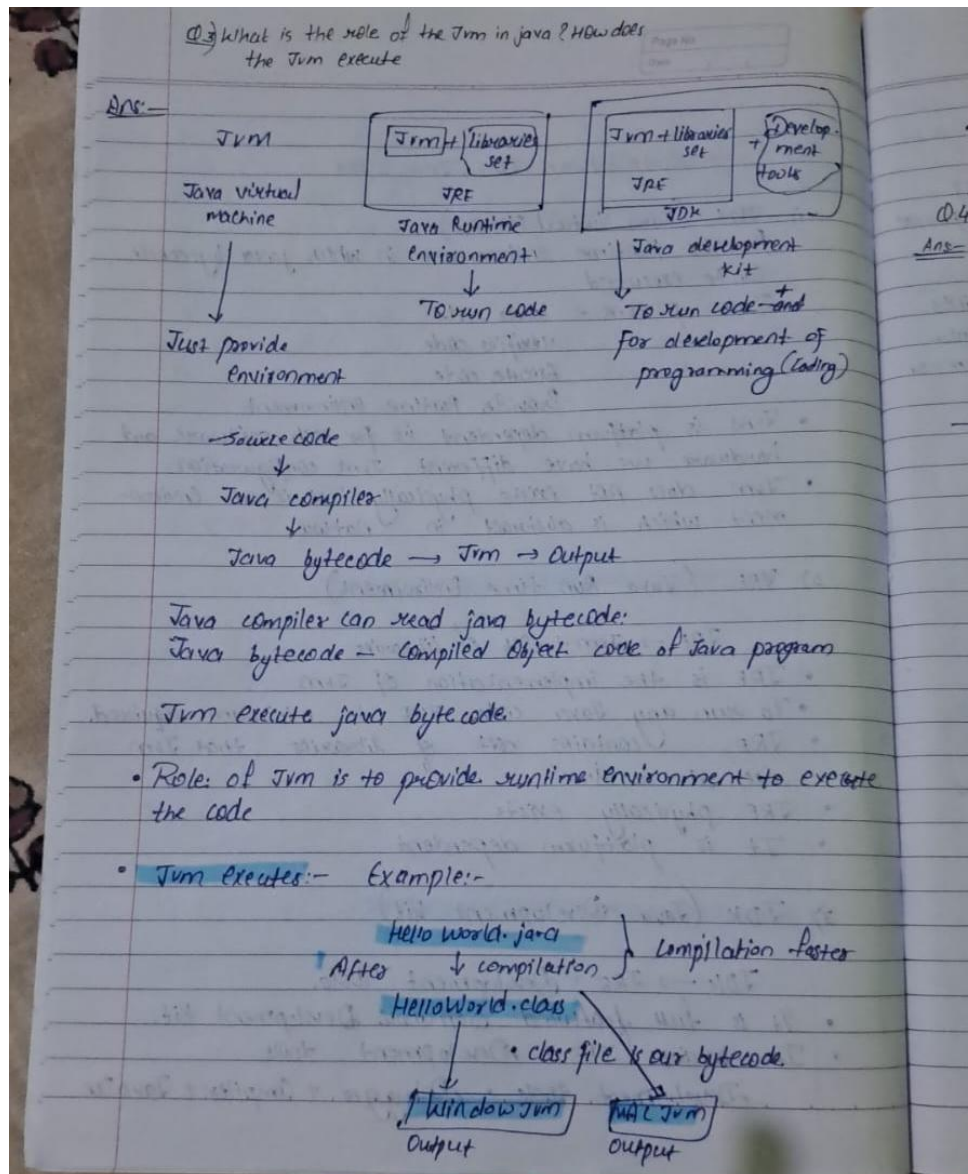 Q.3) What is the role of the Jvm in java? How does
the Jvm execute
Page No
Date
Ans:-
Jvm
Java virtual
machine
Just provide
environment
Jvm + libraries
set
JRE
Java Runtime
environment
To run code
Jvm + libraries
set
JRE
+ Develop-
ment
tools
JDK
Java development
kit
To run code +
for development of
programming (Coding)
Source code
Java compiler
Java bytecode → Jvm → Output
Java compiler can read java bytecode:
Java bytecode - compiled Object code of Java program
Jvm execute java bytecode.
• Role: of Jvm is to provide runtime environment to execute
the code
• Jvm executes:- Example:-
Hello world.java
After ↓ compilation
compilation faster
HelloWorld.class
• class file is our bytecode.
Window Jvm
MAC Jvm
Output
Output
Q.4
Ans-